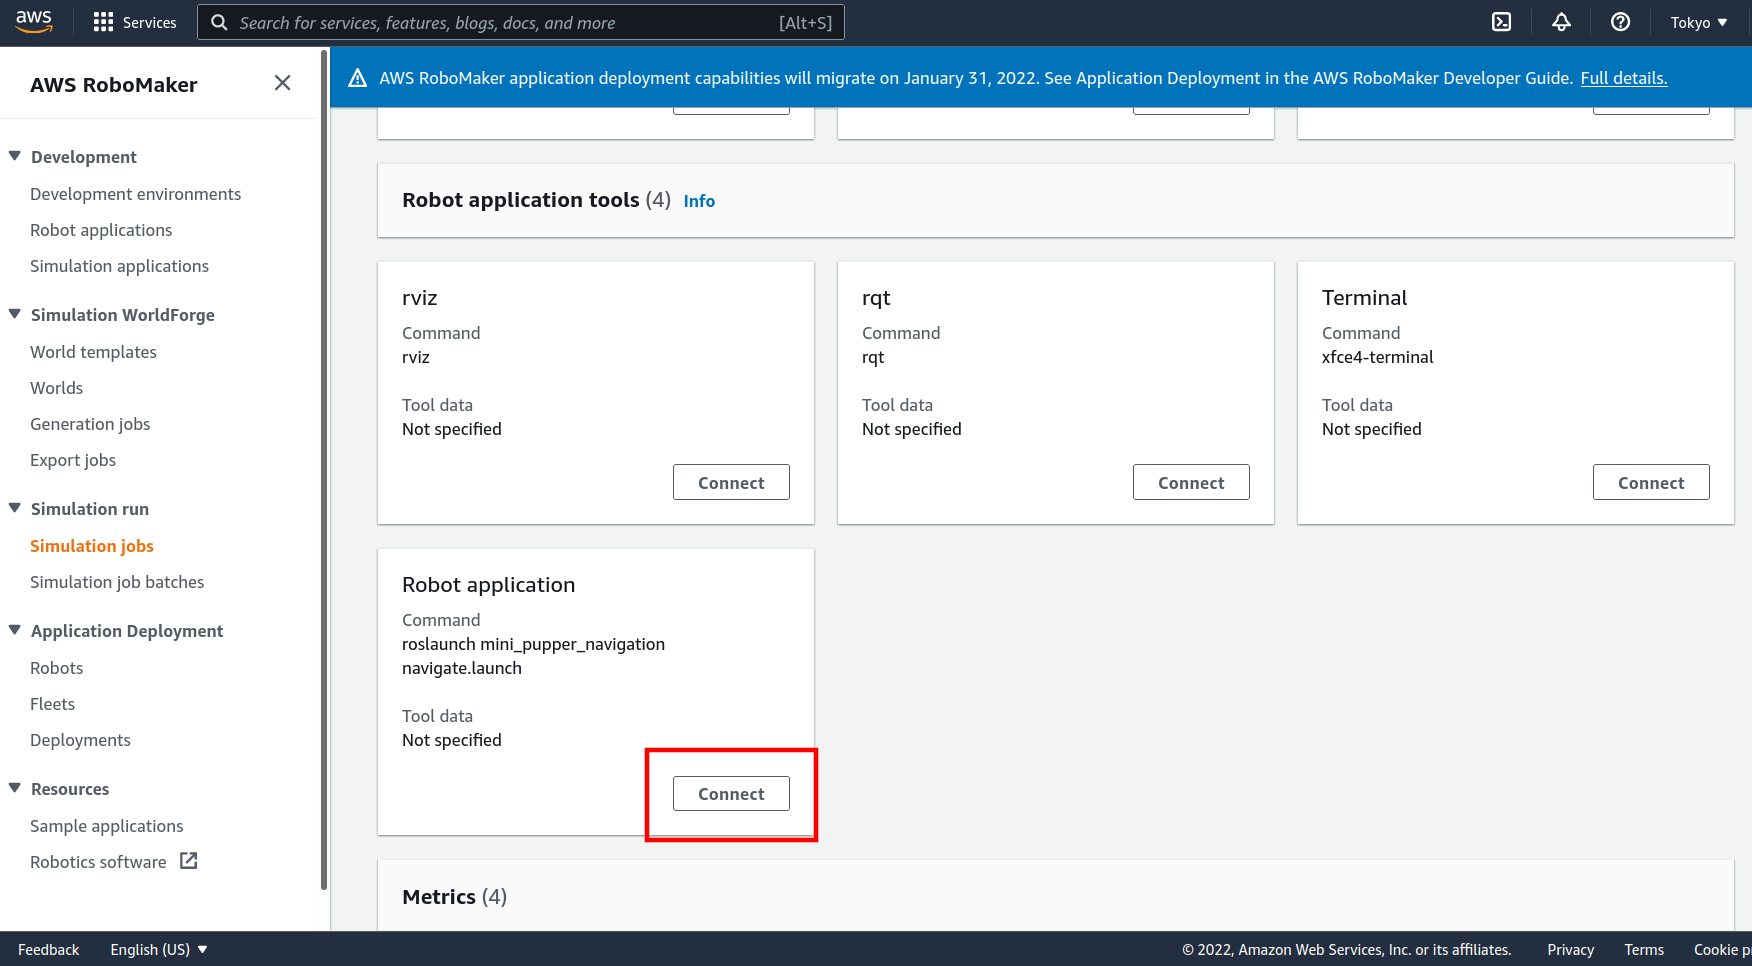 aws
Services
Search for services, features, blogs, docs, and more
[Alt+S]
Tokyo
AWS RoboMaker
AWS RoboMaker application deployment capabilities will migrate on January 31, 2022. See Application Deployment in the AWS RoboMaker Developer Guide. Full details.
Development
Development environments
Robot applications
Simulation applications
Simulation WorldForge
World templates
Worlds
Generation jobs
Export jobs
Simulation run
Simulation jobs
Simulation job batches
Application Deployment
Robots
Fleets
Deployments
Resources
Sample applications
Robotics software
Robot application tools (4) Info
rviz
Command
rviz
Tool data
Not specified
Connect
rqt
Command
rqt
Tool data
Not specified
Connect
Terminal
Command
xfce4-terminal
Tool data
Not specified
Connect
Robot application
Command
roslaunch mini_pupper_navigation
navigate.launch
Tool data
Not specified
Connect
Metrics (4)
Feedback
English (US)
© 2022, Amazon Web Services, Inc. or its affiliates.
Privacy
Terms
Cookie